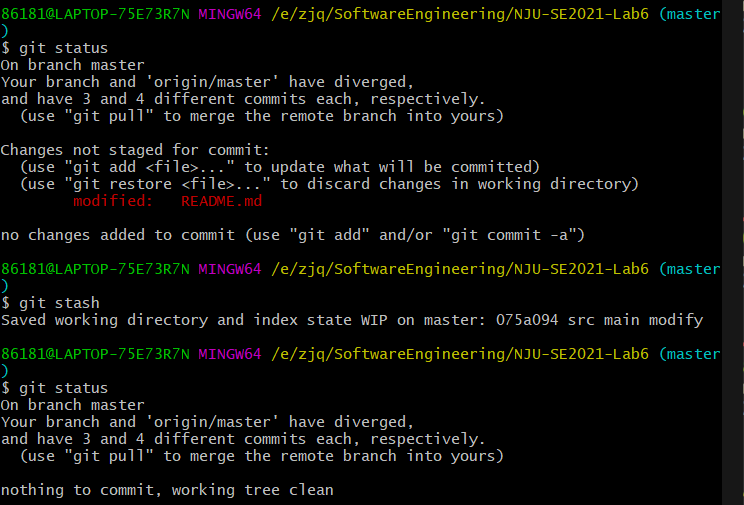 86181@LAPTOP-75E73R7N MINGW64 /e/zjq/SoftwareEngineering/NJU-SE2021-Lab6 (master
)
$ git status
On branch master
Your branch and 'origin/master' have diverged,
and have 3 and 4 different commits each, respectively.
  (use "git pull" to merge the remote branch into yours)
Changes not staged for commit:
  (use "git add <file>..." to update what will be committed)
  (use "git restore <file>..." to discard changes in working directory)
        modified:   README.md
no changes added to commit (use "git add" and/or "git commit -a")
86181@LAPTOP-75E73R7N MINGW64 /e/zjq/SoftwareEngineering/NJU-SE2021-Lab6 (master
)
$ git stash
Saved working directory and index state WIP on master: 075a094 src main modify
86181@LAPTOP-75E73R7N MINGW64 /e/zjq/SoftwareEngineering/NJU-SE2021-Lab6 (master
)
$ git status
On branch master
Your branch and 'origin/master' have diverged,
and have 3 and 4 different commits each, respectively.
  (use "git pull" to merge the remote branch into yours)
nothing to commit, working tree clean